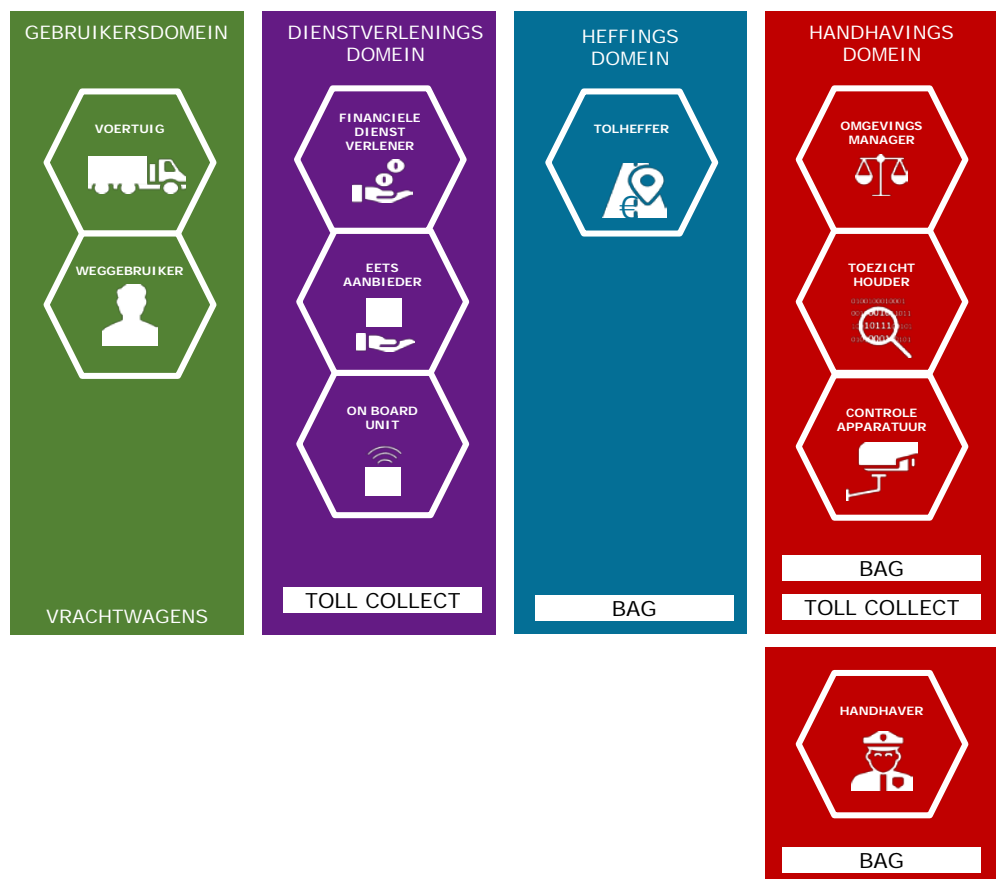 GEBRUIKERSDOMEIN
VOERTUIG
WEGGEBRUIKER
VRACHTWAGENS
DIENSTVERLENINGS
DOMEIN
FINANCIELE
DIENST
VERLENER
EETS
AANBIEDER
ON BOARD
UNIT
TOLL COLLECT
HEFFINGS
DOMEIN
TOLHEFFER
€
BAG
HANDHAVINGS
DOMEIN
OMGEVINGS
MANAGER
TOEZICHT
HOUDER
0100100010001
CONTROLE
APPARATUUR
BAG
TOLL COLLECT
HANDHAVER
BAG